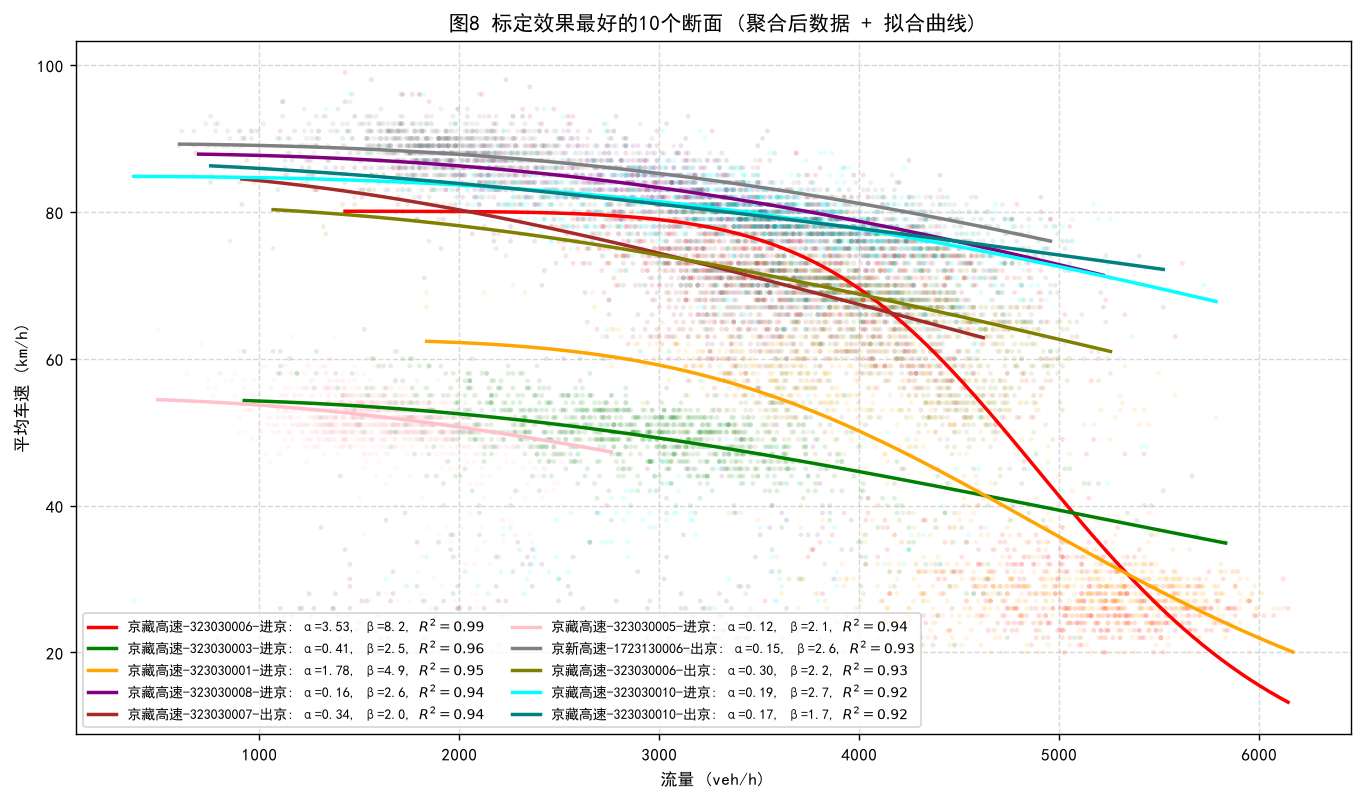 图8 标定效果最好的10个断面 (聚合后数据 + 拟合曲线)
100
80
60
40
20
平均车速 (km/h)
京藏高速-323030006-进京: α=3.53, β=8.2, R²=0.99
京藏高速-323030003-进京: α=0.41, β=2.5, R²=0.96
京藏高速-323030001-进京: α=1.78, β=4.9, R²=0.95
京藏高速-323030008-进京: α=0.16, β=2.6, R²=0.94
京藏高速-323030007-出京: α=0.34, β=2.0, R²=0.94
京藏高速-323030005-进京: α=0.12, β=2.1, R²=0.94
京新高速-1723130006-出京: α=0.15, β=2.6, R²=0.93
京藏高速-323030006-出京: α=0.30, β=2.2, R²=0.93
京藏高速-323030010-进京: α=0.19, β=2.7, R²=0.92
京藏高速-323030010-出京: α=0.17, β=1.7, R²=0.92
1000 2000 3000 4000 5000 6000
流量 (veh/h)